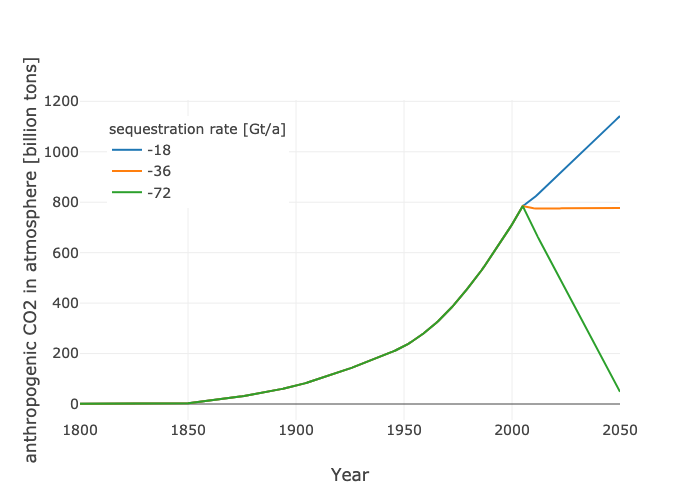 anthropogenic CO2 in atmosphere [billion tons]
1200
1000
800
600
400
200
0
sequestration rate [Gt/a]
-18
-36
-72
1800 1850 1900 1950 2000 2050
Year